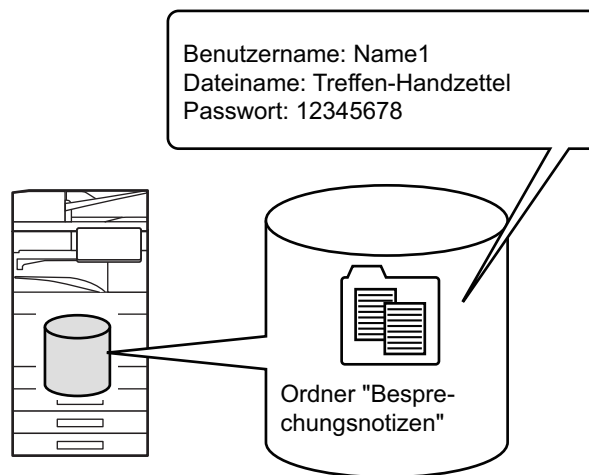 Benutzername: Name1
Dateiname: Treffen-Handzettel
Passwort: 12345678
Ordner "Bespre-
chungsnotizen"